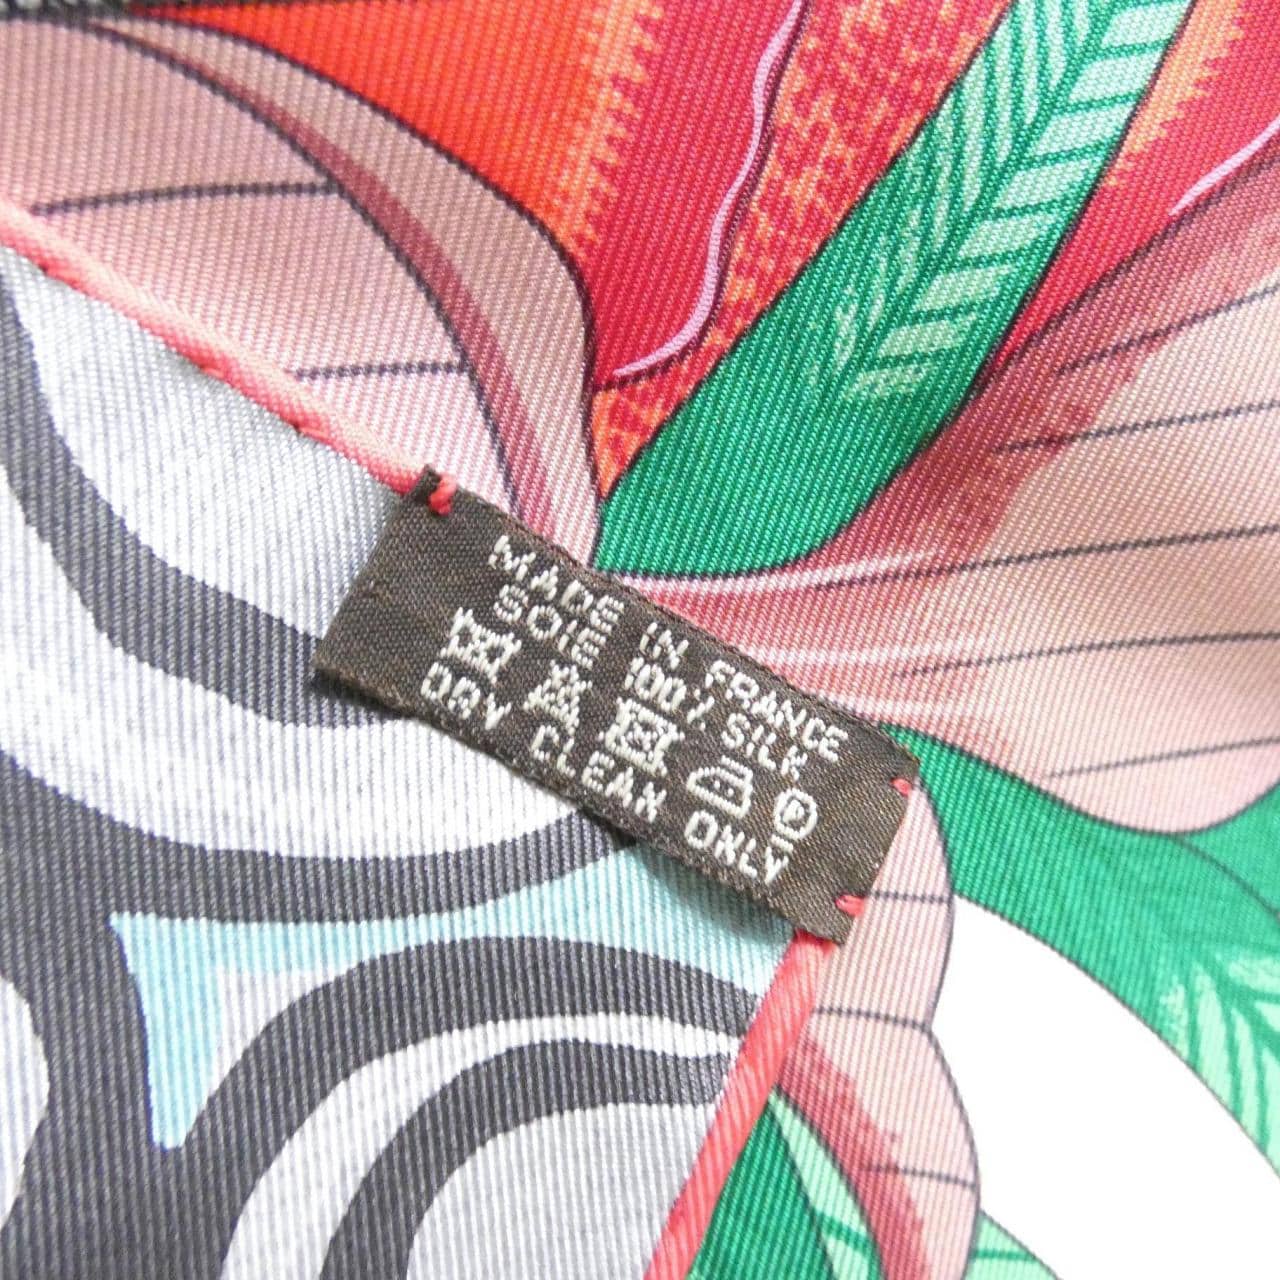 MADE IN FRANCE
SOIE 100% SILK
P
DRY CLEAN ONLY